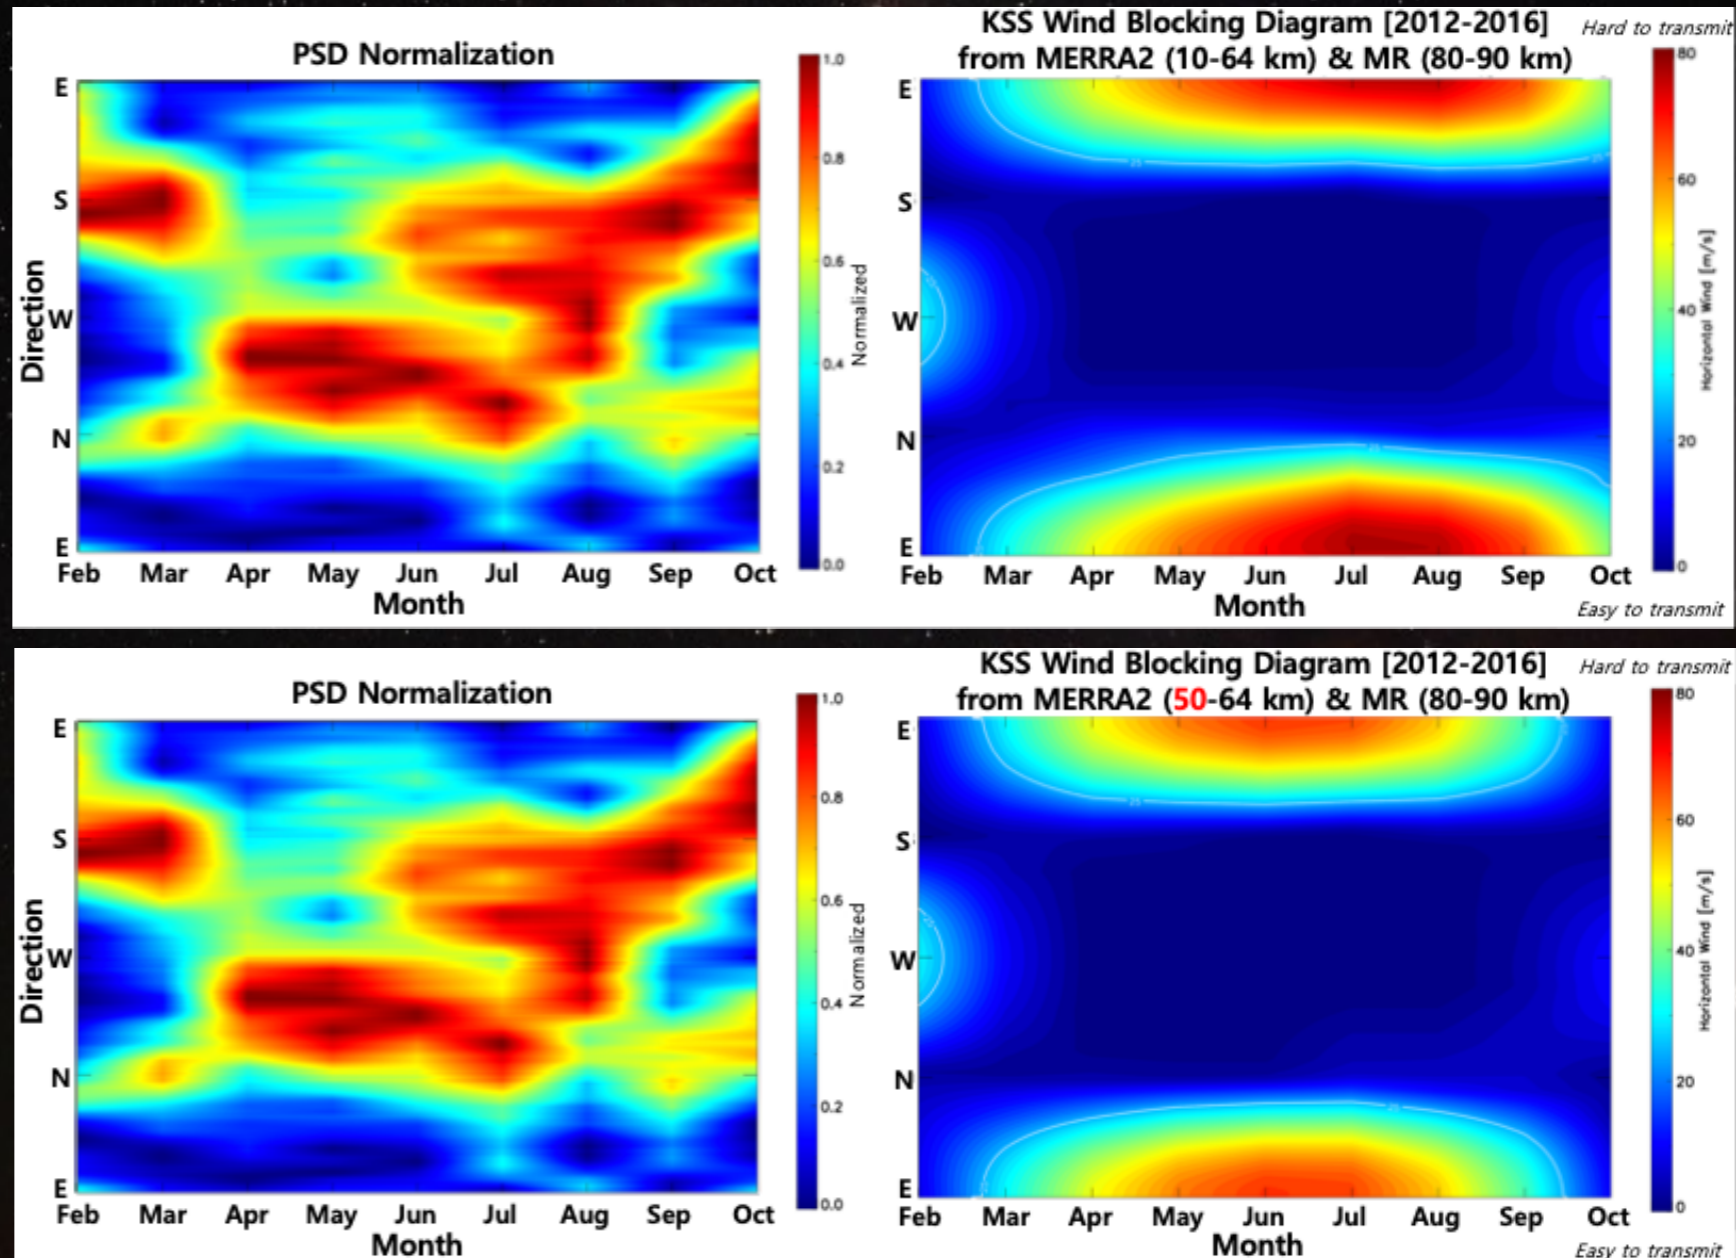 PSD Normalization
1.0
0.8
0.6
0.4
0.2
0.0
Normalized
Direction
E
S
W
N
E
Feb Mar Apr May Jun Jul Aug Sep Oct
Month
KSS Wind Blocking Diagram [2012-2016]
from MERRA2 (10-64 km) & MR (80-90 km)
Hard to transmit
80
60
40
20
0
Horizontal Wind [m/s]
E
S
W
N
E
25
25
Feb Mar Apr May Jun Jul Aug Sep Oct
Month
Easy to transmit
PSD Normalization
1.0
0.8
0.6
0.4
0.2
0.0
Normalized
Direction
E
S
W
N
E
Feb Mar Apr May Jun Jul Aug Sep Oct
Month
KSS Wind Blocking Diagram [2012-2016]
from MERRA2 (50-64 km) & MR (80-90 km)
Hard to transmit
80
60
40
20
0
Horizontal Wind [m/s]
E
S
W
N
E
25
25
Feb Mar Apr May Jun Jul Aug Sep Oct
Month
Easy to transmit